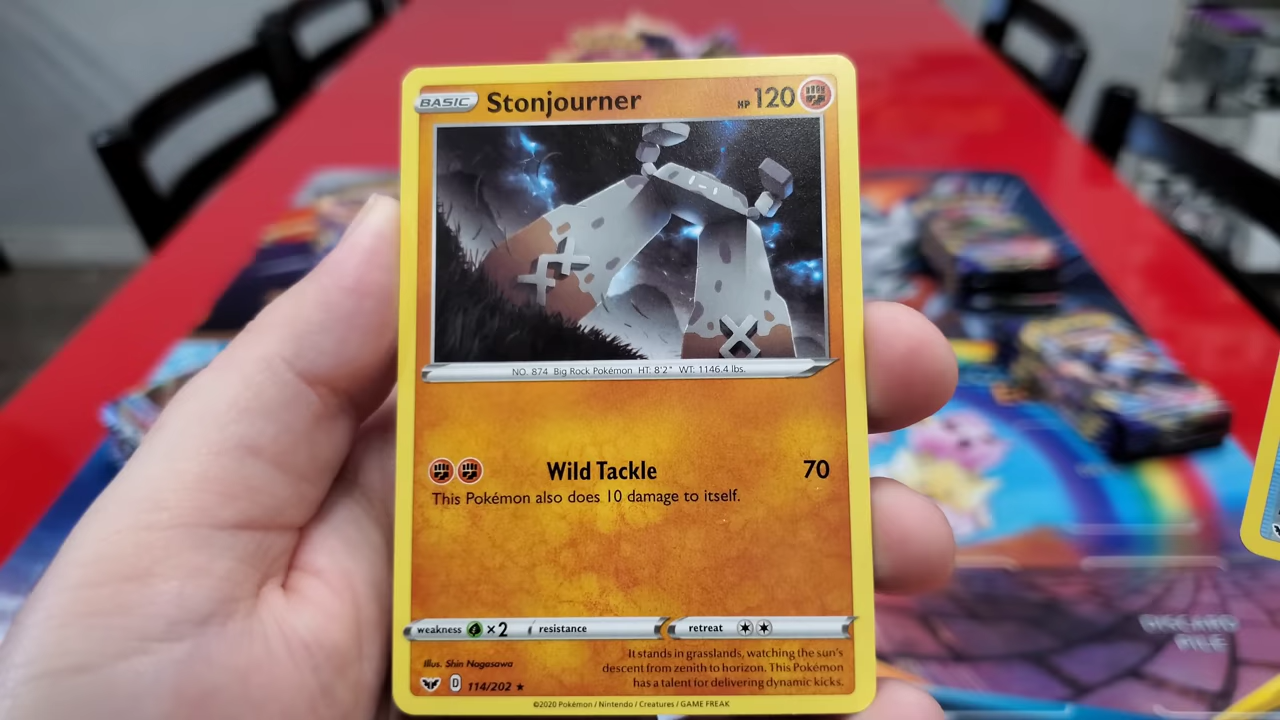 BASIC Stonjourner HP 120
NO. 874 Big Rock Pokémon HT: 8'2" WT: 1146.4 lbs.
Wild Tackle 70
This Pokémon also does 10 damage to itself.
weakness ×2 resistance retreat
It stands in grasslands, watching the sun's
descent from zenith to horizon. This Pokémon
has a talent for delivering dynamic kicks.
Illus. Shin Nagasawa
D 114/202 ★
©2020 Pokémon / Nintendo / Creatures / GAME FREAK
DISCARD
PILE